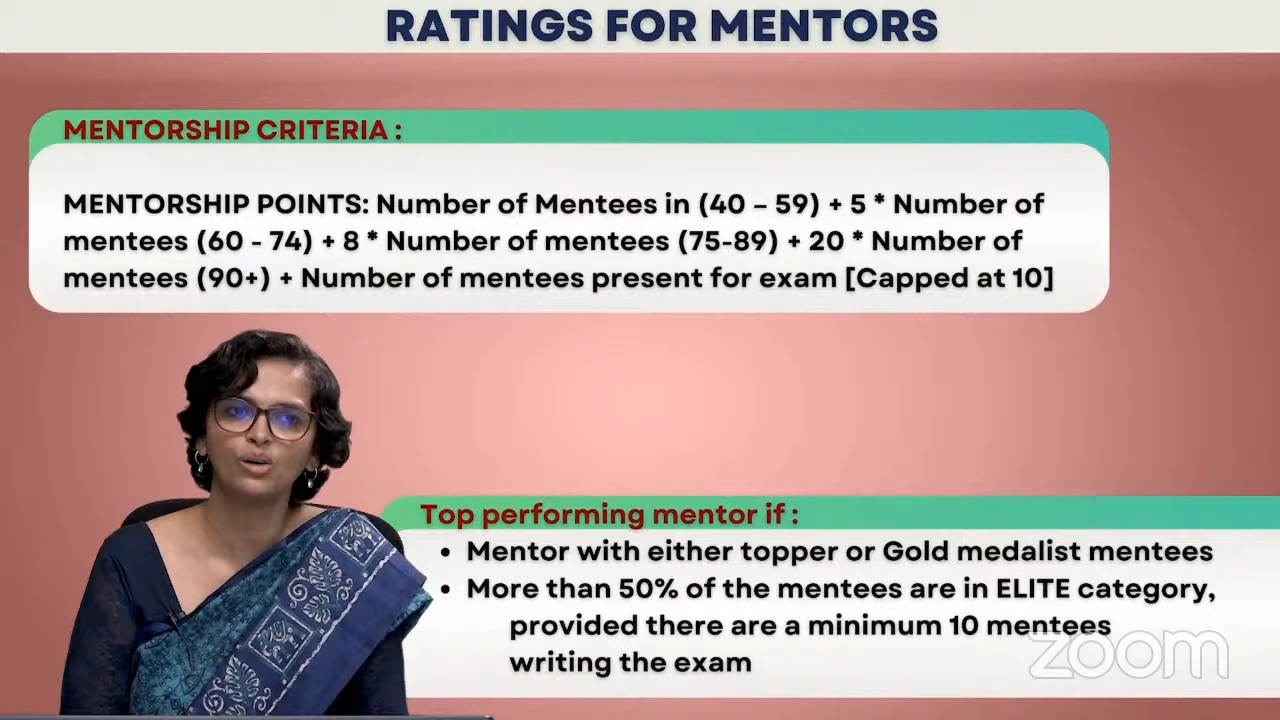 RATINGS FOR MENTORS
MENTORSHIP CRITERIA :
MENTORSHIP POINTS: Number of Mentees in (40 – 59) + 5 * Number of
mentees (60 - 74) + 8 * Number of mentees (75-89) + 20 * Number of
mentees (90+) + Number of mentees present for exam [Capped at 10]
Top performing mentor if :
• Mentor with either topper or Gold medalist mentees
• More than 50% of the mentees are in ELITE category,
provided there are a minimum 10 mentees
writing the exam
zoom